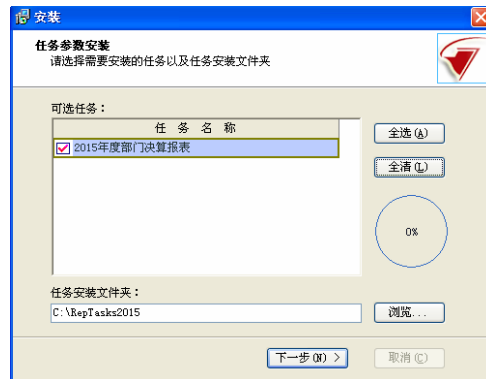 安装
任务参数安装
请选择需要安装的任务以及任务安装文件夹
可选任务：
任 务 名 称
2015年度部门决算报表
全选(A)
全清(L)
0%
任务安装文件夹：
C:\RepTasks2015
浏览...
下一步(N) >
取消(C)